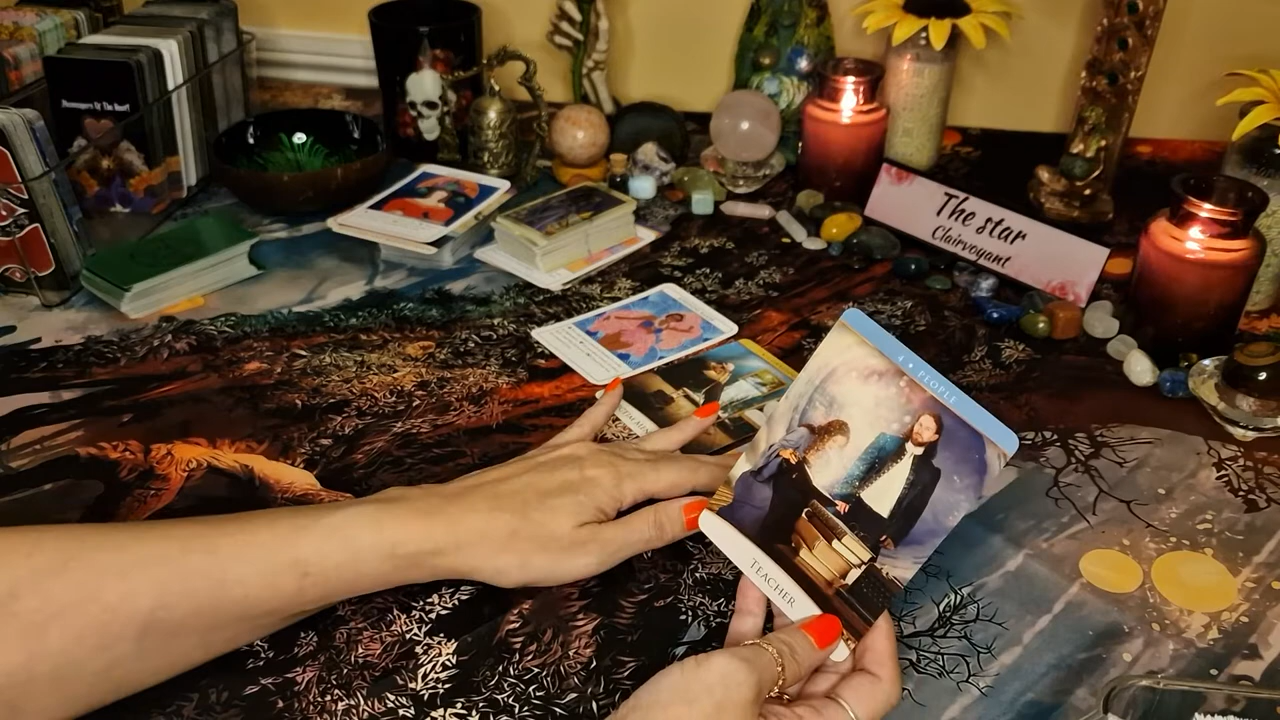 Messengers Of The Heart
The star
Clairvoyant
4 ★ PEOPLE
TEACHER